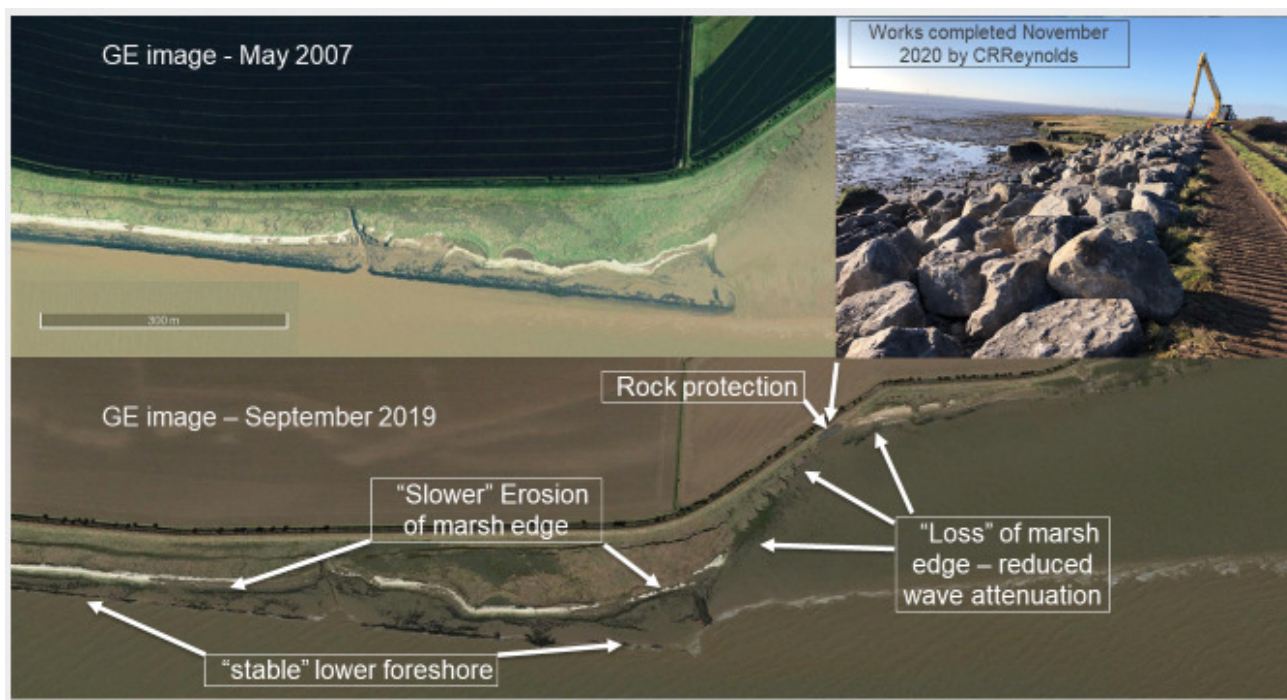 GE image - May 2007
Works completed November
2020 by CRReynolds
300 m
Rock protection
GE image – September 2019
“Slower” Erosion
of marsh edge
“Loss” of marsh
edge – reduced
wave attenuation
“stable” lower foreshore